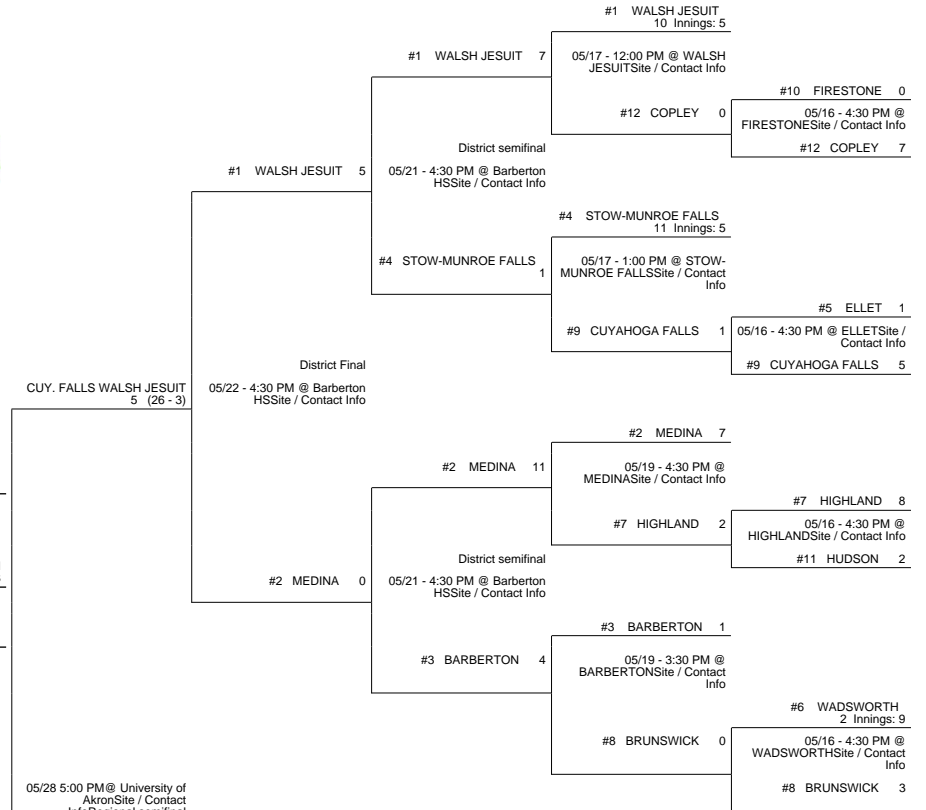 #1 WALSH JESUIT
10 Innings: 5
#1 WALSH JESUIT 7
05/17 - 12:00 PM @ WALSH
JESUITSite / Contact Info
#10 FIRESTONE 0
#12 COPLEY 0
05/16 - 4:30 PM @
FIRESTONESite / Contact Info
#12 COPLEY 7
District semifinal
#1 WALSH JESUIT 5
05/21 - 4:30 PM @ Barberton
HSSite / Contact Info
#4 STOW-MUNROE FALLS
11 Innings: 5
#4 STOW-MUNROE FALLS
1
05/17 - 1:00 PM @ STOW-
MUNROE FALLSSite / Contact
Info
#5 ELLET 1
#9 CUYAHOGA FALLS 1
05/16 - 4:30 PM @ ELLETSite /
Contact Info
#9 CUYAHOGA FALLS 5
District Final
CUY. FALLS WALSH JESUIT
5 (26 - 3)
05/22 - 4:30 PM @ Barberton
HSSite / Contact Info
#2 MEDINA 7
#2 MEDINA 11
05/19 - 4:30 PM @
MEDINASite / Contact Info
#7 HIGHLAND 8
#7 HIGHLAND 2
05/16 - 4:30 PM @
HIGHLANDSite / Contact Info
#11 HUDSON 2
District semifinal
#2 MEDINA 0
05/21 - 4:30 PM @ Barberton
HSSite / Contact Info
#3 BARBERTON 1
#3 BARBERTON 4
05/19 - 3:30 PM @
BARBERTONSite / Contact
Info
#6 WADSWORTH
2 Innings: 9
#8 BRUNSWICK 0
05/16 - 4:30 PM @
WADSWORTHSite / Contact
Info
#8 BRUNSWICK 3
05/28 5:00 PM@ University of
AkronSite / Contact
InfoRegional semifinal